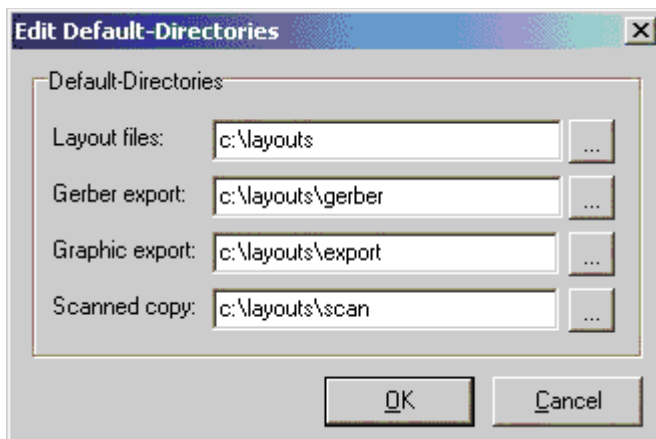 Edit Default-Directories
Default-Directories
Layout files: c:\layouts ...
Gerber export: c:\layouts\gerber ...
Graphic export: c:\layouts\export ...
Scanned copy: c:\layouts\scan ...
OK Cancel